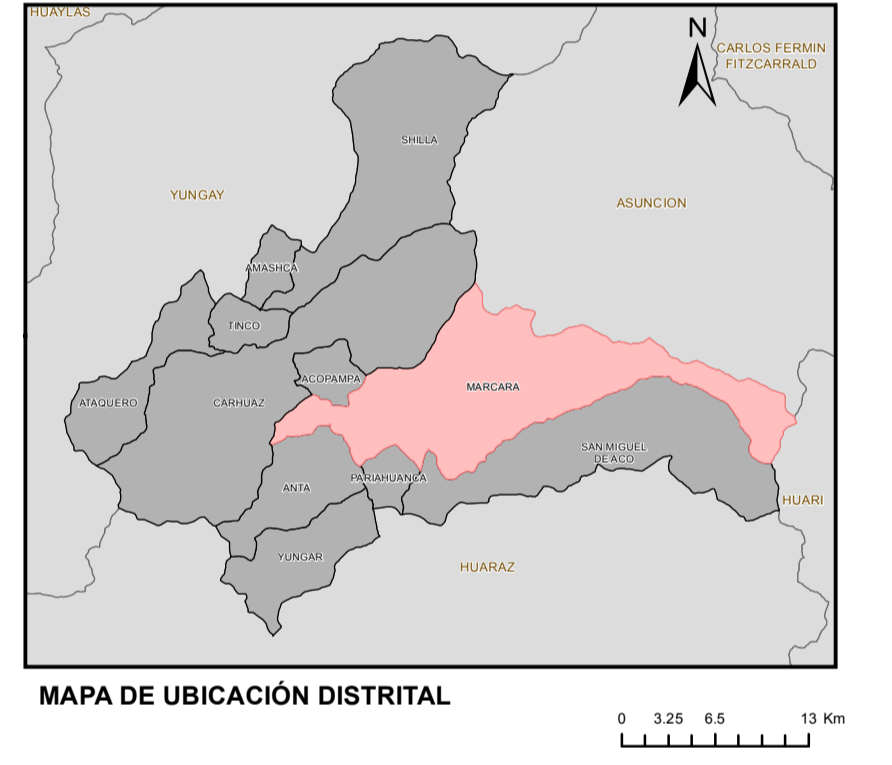 HUAYLAS
N
CARLOS FERMIN
FITZCARRALD
SHILLA
YUNGAY
ASUNCION
AMASHCA
TINCO
ACOPAMPA
MARCARA
ATAQUERO
CARHUAZ
SAN MIGUEL
DE ACO
PARIAHUANCA
ANTA
HUARI
YUNGAR
HUARAZ
MAPA DE UBICACIÓN DISTRITAL
0 3.25 6.5 13 Km